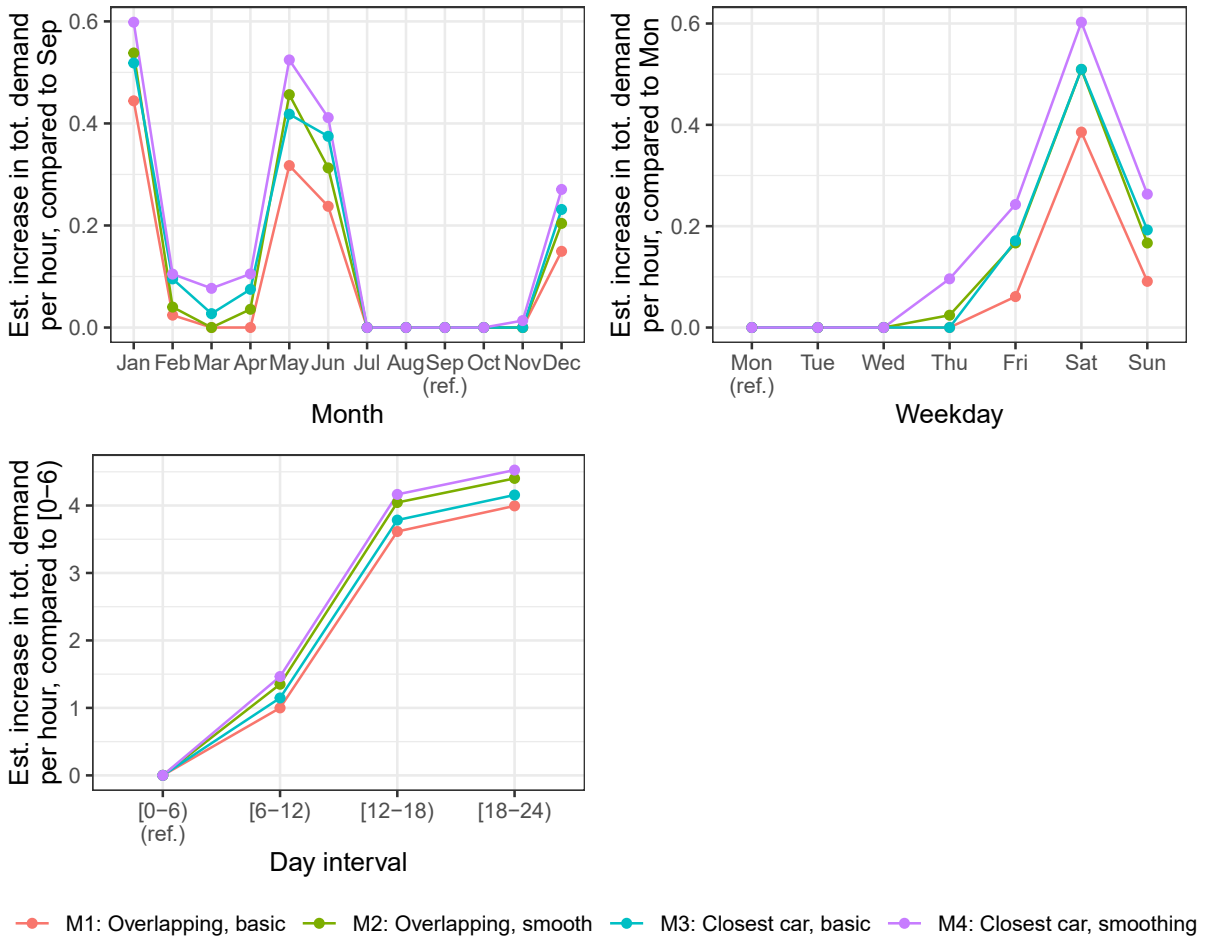 Est. increase in tot. demand
per hour, compared to Sep
0.6
0.4
0.2
0.0
Jan Feb Mar Apr May Jun Jul Aug Sep Oct Nov Dec
(ref.)
Month
Est. increase in tot. demand
per hour, compared to Mon
0.6
0.4
0.2
0.0
Mon Tue Wed Thu Fri Sat Sun
(ref.)
Weekday
Est. increase in tot. demand
per hour, compared to [0−6)
4
3
2
1
0
[0−6) [6−12) [12−18) [18−24)
(ref.)
Day interval
M1: Overlapping, basic M2: Overlapping, smooth M3: Closest car, basic M4: Closest car, smoothing